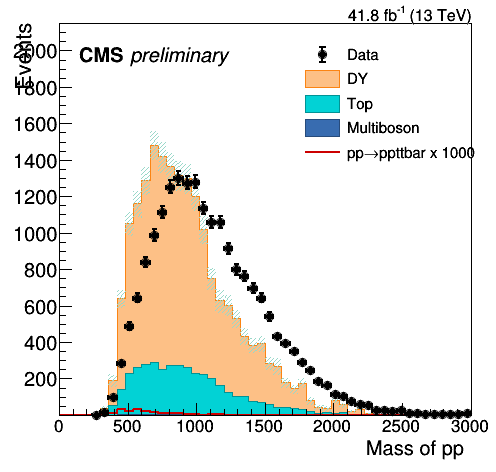 41.8 fb⁻¹ (13 TeV)
Events
CMS preliminary
Data
DY
Top
Multiboson
pp→ppttbar x 1000
2000
1800
1600
1400
1200
1000
800
600
400
200
0 500 1000 1500 2000 2500 3000
Mass of pp